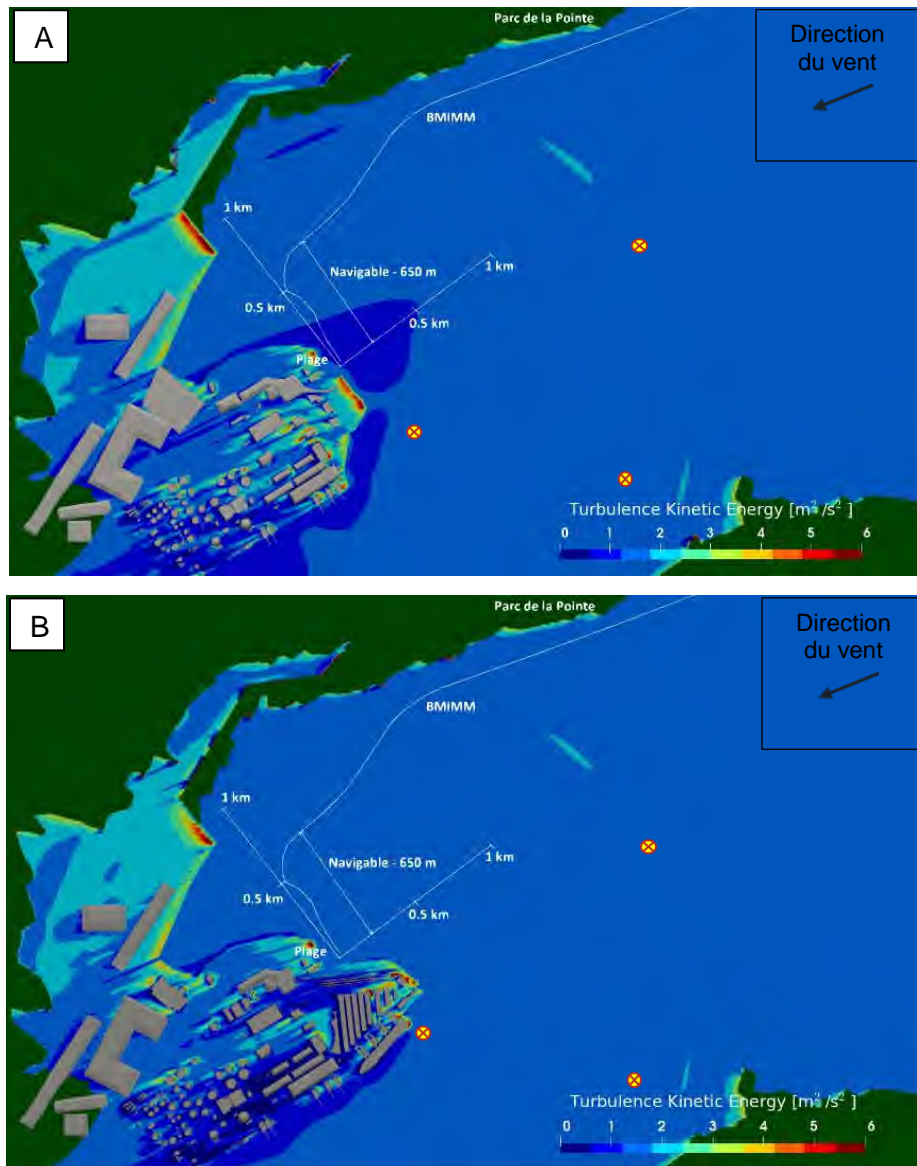 A
Parc de la Pointe
Direction
du vent
BMIMM
1 km
Navigable - 650 m
1 km
0.5 km
0.5 km
Plage
Turbulence Kinetic Energy [m²/s²]
0 1 2 3 4 5 6
B
Parc de la Pointe
Direction
du vent
BMIMM
1 km
Navigable - 650 m
1 km
0.5 km
0.5 km
Plage
Turbulence Kinetic Energy [m²/s²]
0 1 2 3 4 5 6